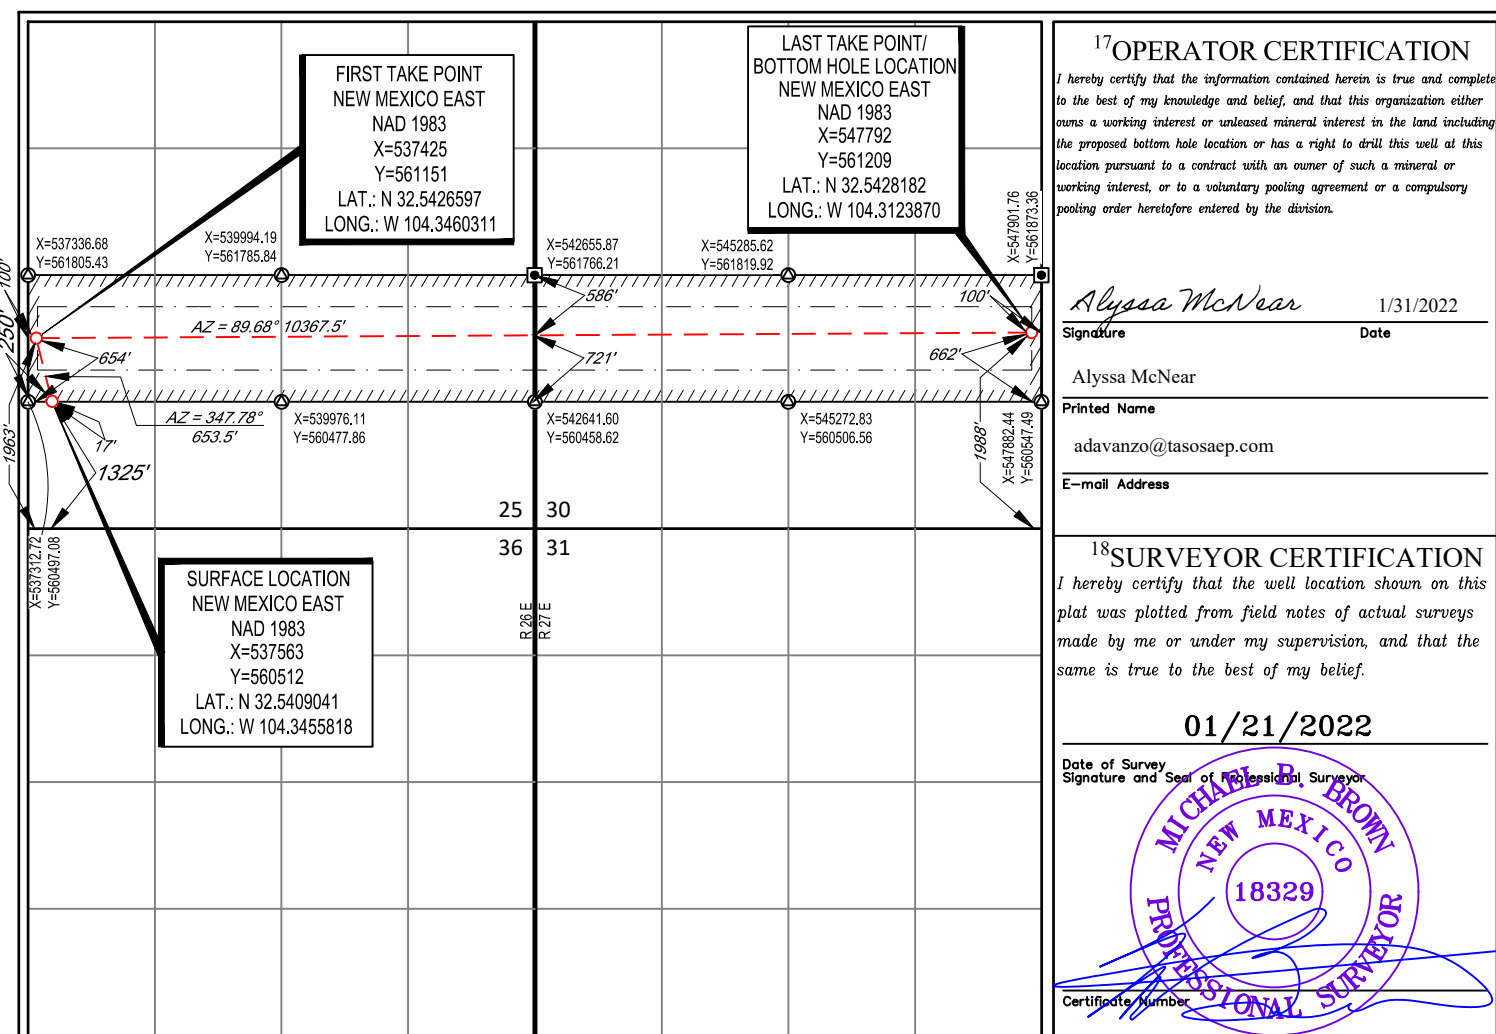 FIRST TAKE POINT
NEW MEXICO EAST
NAD 1983
X=537425
Y=561151
LAT.: N 32.5426597
LONG.: W 104.3460311
LAST TAKE POINT/
BOTTOM HOLE LOCATION
NEW MEXICO EAST
NAD 1983
X=547792
Y=561209
LAT.: N 32.5428182
LONG.: W 104.3123870
X=537336.68
Y=561805.43
X=539994.19
Y=561785.84
X=542655.87
Y=561766.21
X=545285.62
Y=561819.92
X=547901.76
Y=561873.36
100'
250'
586'
100'
AZ = 89.68° 10367.5'
654'
721'
662'
AZ = 347.78°
653.5'
17'
1325'
1963'
1988'
X=539976.11
Y=560477.86
X=542641.60
Y=560458.62
X=545272.83
Y=560506.56
X=547882.44
Y=560547.49
X=537312.72
Y=560497.08
25 30
36 31
R 26 E
R 27 E
SURFACE LOCATION
NEW MEXICO EAST
NAD 1983
X=537563
Y=560512
LAT.: N 32.5409041
LONG.: W 104.3455818
17OPERATOR CERTIFICATION
I hereby certify that the information contained herein is true and complete
to the best of my knowledge and belief, and that this organization either
owns a working interest or unleased mineral interest in the land including
the proposed bottom hole location or has a right to drill this well at this
location pursuant to a contract with an owner of such a mineral or
working interest, or to a voluntary pooling agreement or a compulsory
pooling order heretofore entered by the division.
Alyssa McNear 1/31/2022
Signature Date
Alyssa McNear
Printed Name
adavanzo@tasosaep.com
E-mail Address
18SURVEYOR CERTIFICATION
I hereby certify that the well location shown on this
plat was plotted from field notes of actual surveys
made by me or under my supervision, and that the
same is true to the best of my belief.
01/21/2022
Date of Survey
Signature and Seal of Professional Surveyor
MICHAEL B. BROWN
NEW MEXICO
18329
PROFESSIONAL SURVEYOR
Certificate Number